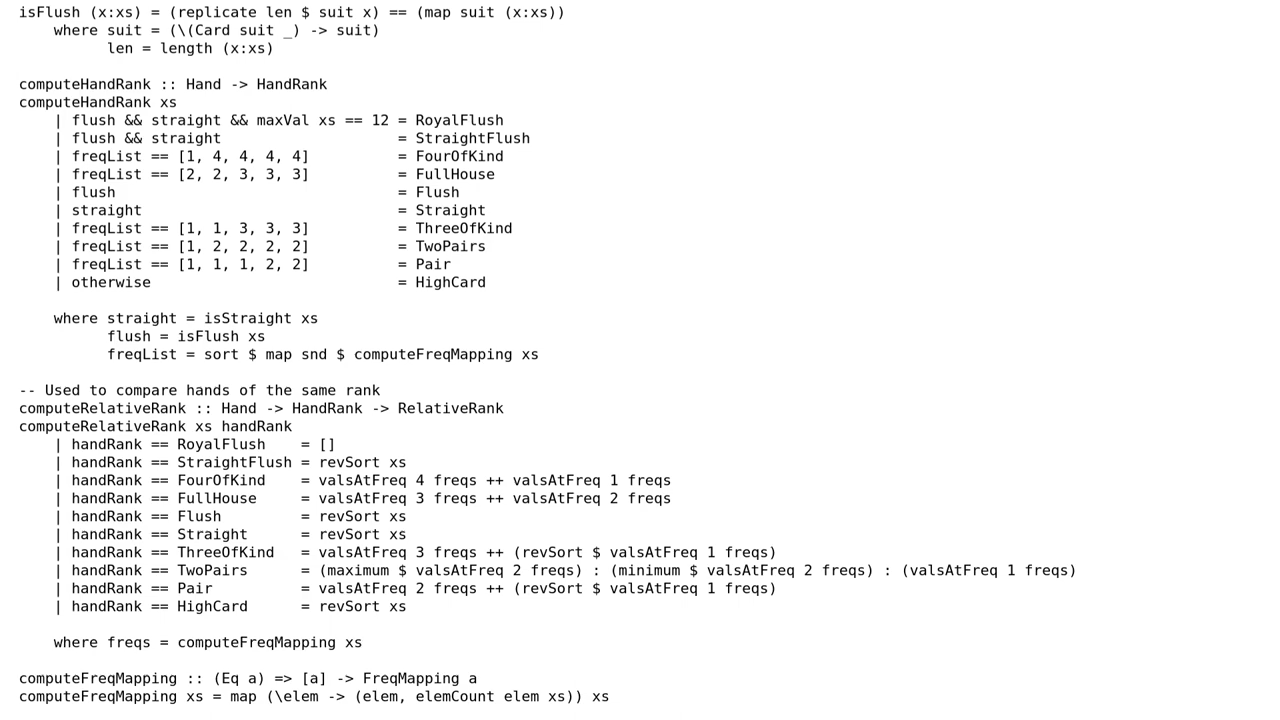 isFlush (x:xs) = (replicate len $ suit x) == (map suit (x:xs))
    where suit = (\(Card suit _) -> suit)
          len = length (x:xs)

computeHandRank :: Hand -> HandRank
computeHandRank xs
    | flush && straight && maxVal xs == 12 = RoyalFlush
    | flush && straight                    = StraightFlush
    | freqList == [1, 4, 4, 4, 4]          = FourOfKind
    | freqList == [2, 2, 3, 3, 3]          = FullHouse
    | flush                                = Flush
    | straight                             = Straight
    | freqList == [1, 1, 3, 3, 3]          = ThreeOfKind
    | freqList == [1, 2, 2, 2, 2]          = TwoPairs
    | freqList == [1, 1, 1, 2, 2]          = Pair
    | otherwise                            = HighCard

    where straight = isStraight xs
          flush = isFlush xs
          freqList = sort $ map snd $ computeFreqMapping xs

-- Used to compare hands of the same rank
computeRelativeRank :: Hand -> HandRank -> RelativeRank
computeRelativeRank xs handRank
    | handRank == RoyalFlush    = []
    | handRank == StraightFlush = revSort xs
    | handRank == FourOfKind    = valsAtFreq 4 freqs ++ valsAtFreq 1 freqs
    | handRank == FullHouse     = valsAtFreq 3 freqs ++ valsAtFreq 2 freqs
    | handRank == Flush         = revSort xs
    | handRank == Straight      = revSort xs
    | handRank == ThreeOfKind   = valsAtFreq 3 freqs ++ (revSort $ valsAtFreq 1 freqs)
    | handRank == TwoPairs      = (maximum $ valsAtFreq 2 freqs) : (minimum $ valsAtFreq 2 freqs) : (valsAtFreq 1 freqs)
    | handRank == Pair          = valsAtFreq 2 freqs ++ (revSort $ valsAtFreq 1 freqs)
    | handRank == HighCard      = revSort xs

    where freqs = computeFreqMapping xs

computeFreqMapping :: (Eq a) => [a] -> FreqMapping a
computeFreqMapping xs = map (\elem -> (elem, elemCount elem xs)) xs